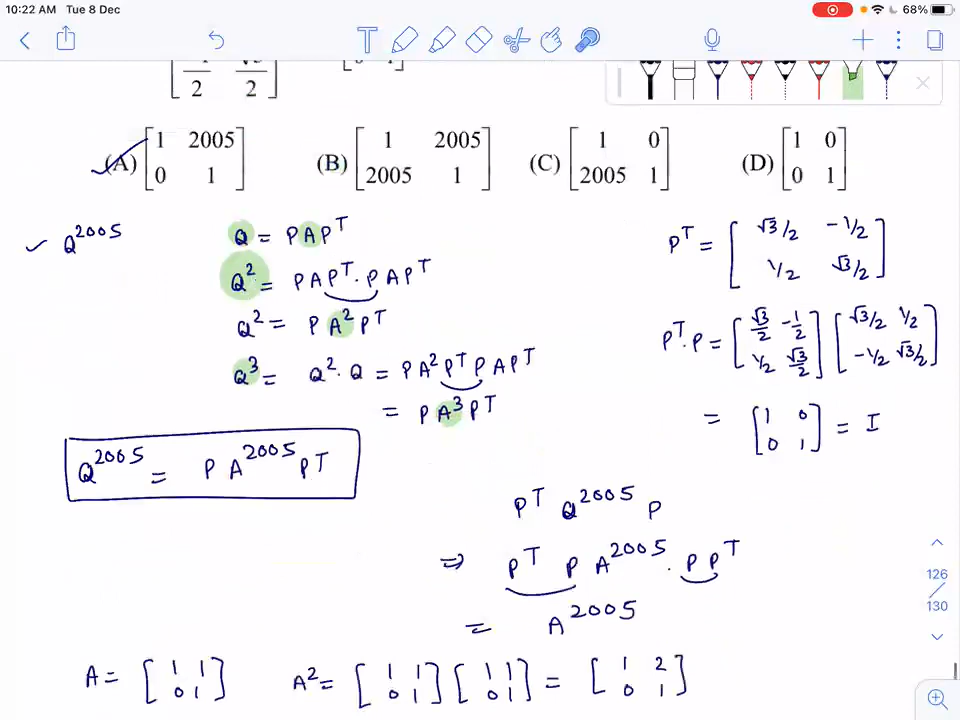 10:22 AM Tue 8 Dec 68%
2 2
(A) [1 2005 (B) [1 2005 (C) [1 0 (D) [1 0
0 1] 2005 1] 2005 1] 0 1]
Q^2005
Q = PAP^T
Q^2 = PAP^T·PAP^T
Q^2 = PA^2P^T
Q^3 = Q^2·Q = PA^2P^TPAP^T
= PA^3P^T
Q^2005 = PA^2005P^T
P^T = [√3/2 -1/2
1/2 √3/2]
P^T·P = [√3/2 -1/2 [√3/2 1/2
1/2 √3/2] -1/2 √3/2]
= [1 0
0 1] = I
P^T Q^2005 P
⇒ P^T P A^2005 · P P^T
= A^2005
A = [1 1 A^2 = [1 1 [1 1 = [1 2
0 1] 0 1] 0 1] 0 1]
126
/
130